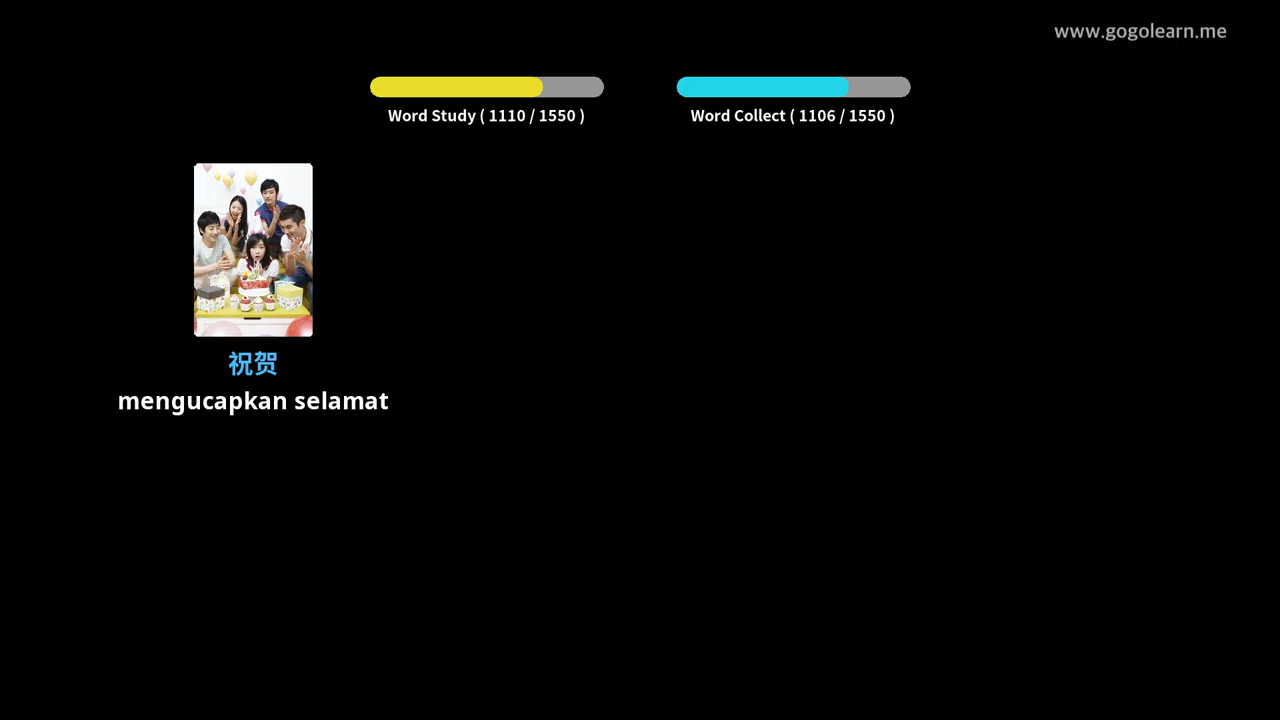 www.gogolearn.me
Word Study ( 1110 / 1550 )
Word Collect ( 1106 / 1550 )
祝贺
mengucapkan selamat